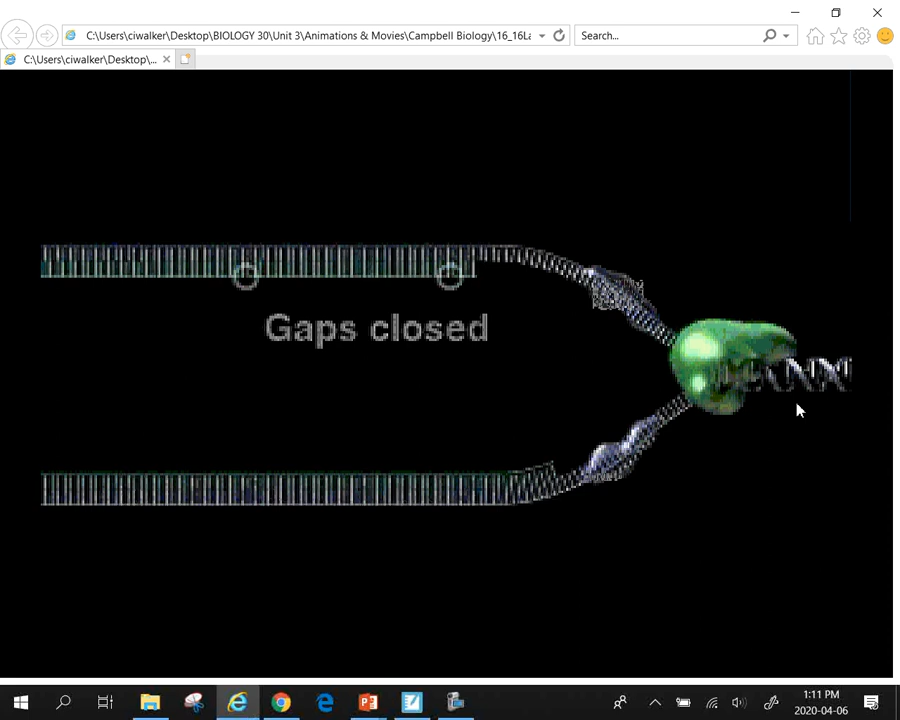 C:\Users\ciwalker\Desktop\BIOLOGY 30\Unit 3\Animations & Movies\Campbell Biology\16_16La
Search...
C:\Users\ciwalker\Desktop\...
Gaps closed
1:11 PM
2020-04-06